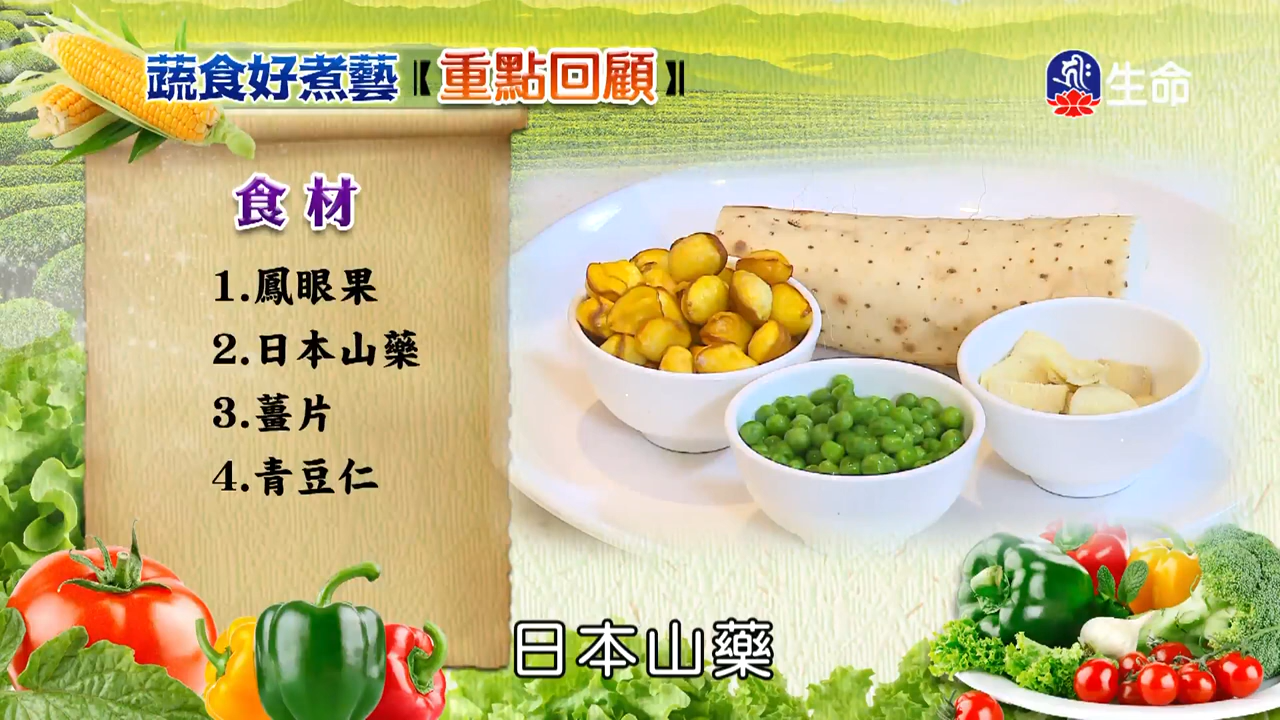 蔬食好煮藝【重點回顧】
生命
食材
1.鳳眼果
2.日本山藥
3.薑片
4.青豆仁
日本山藥